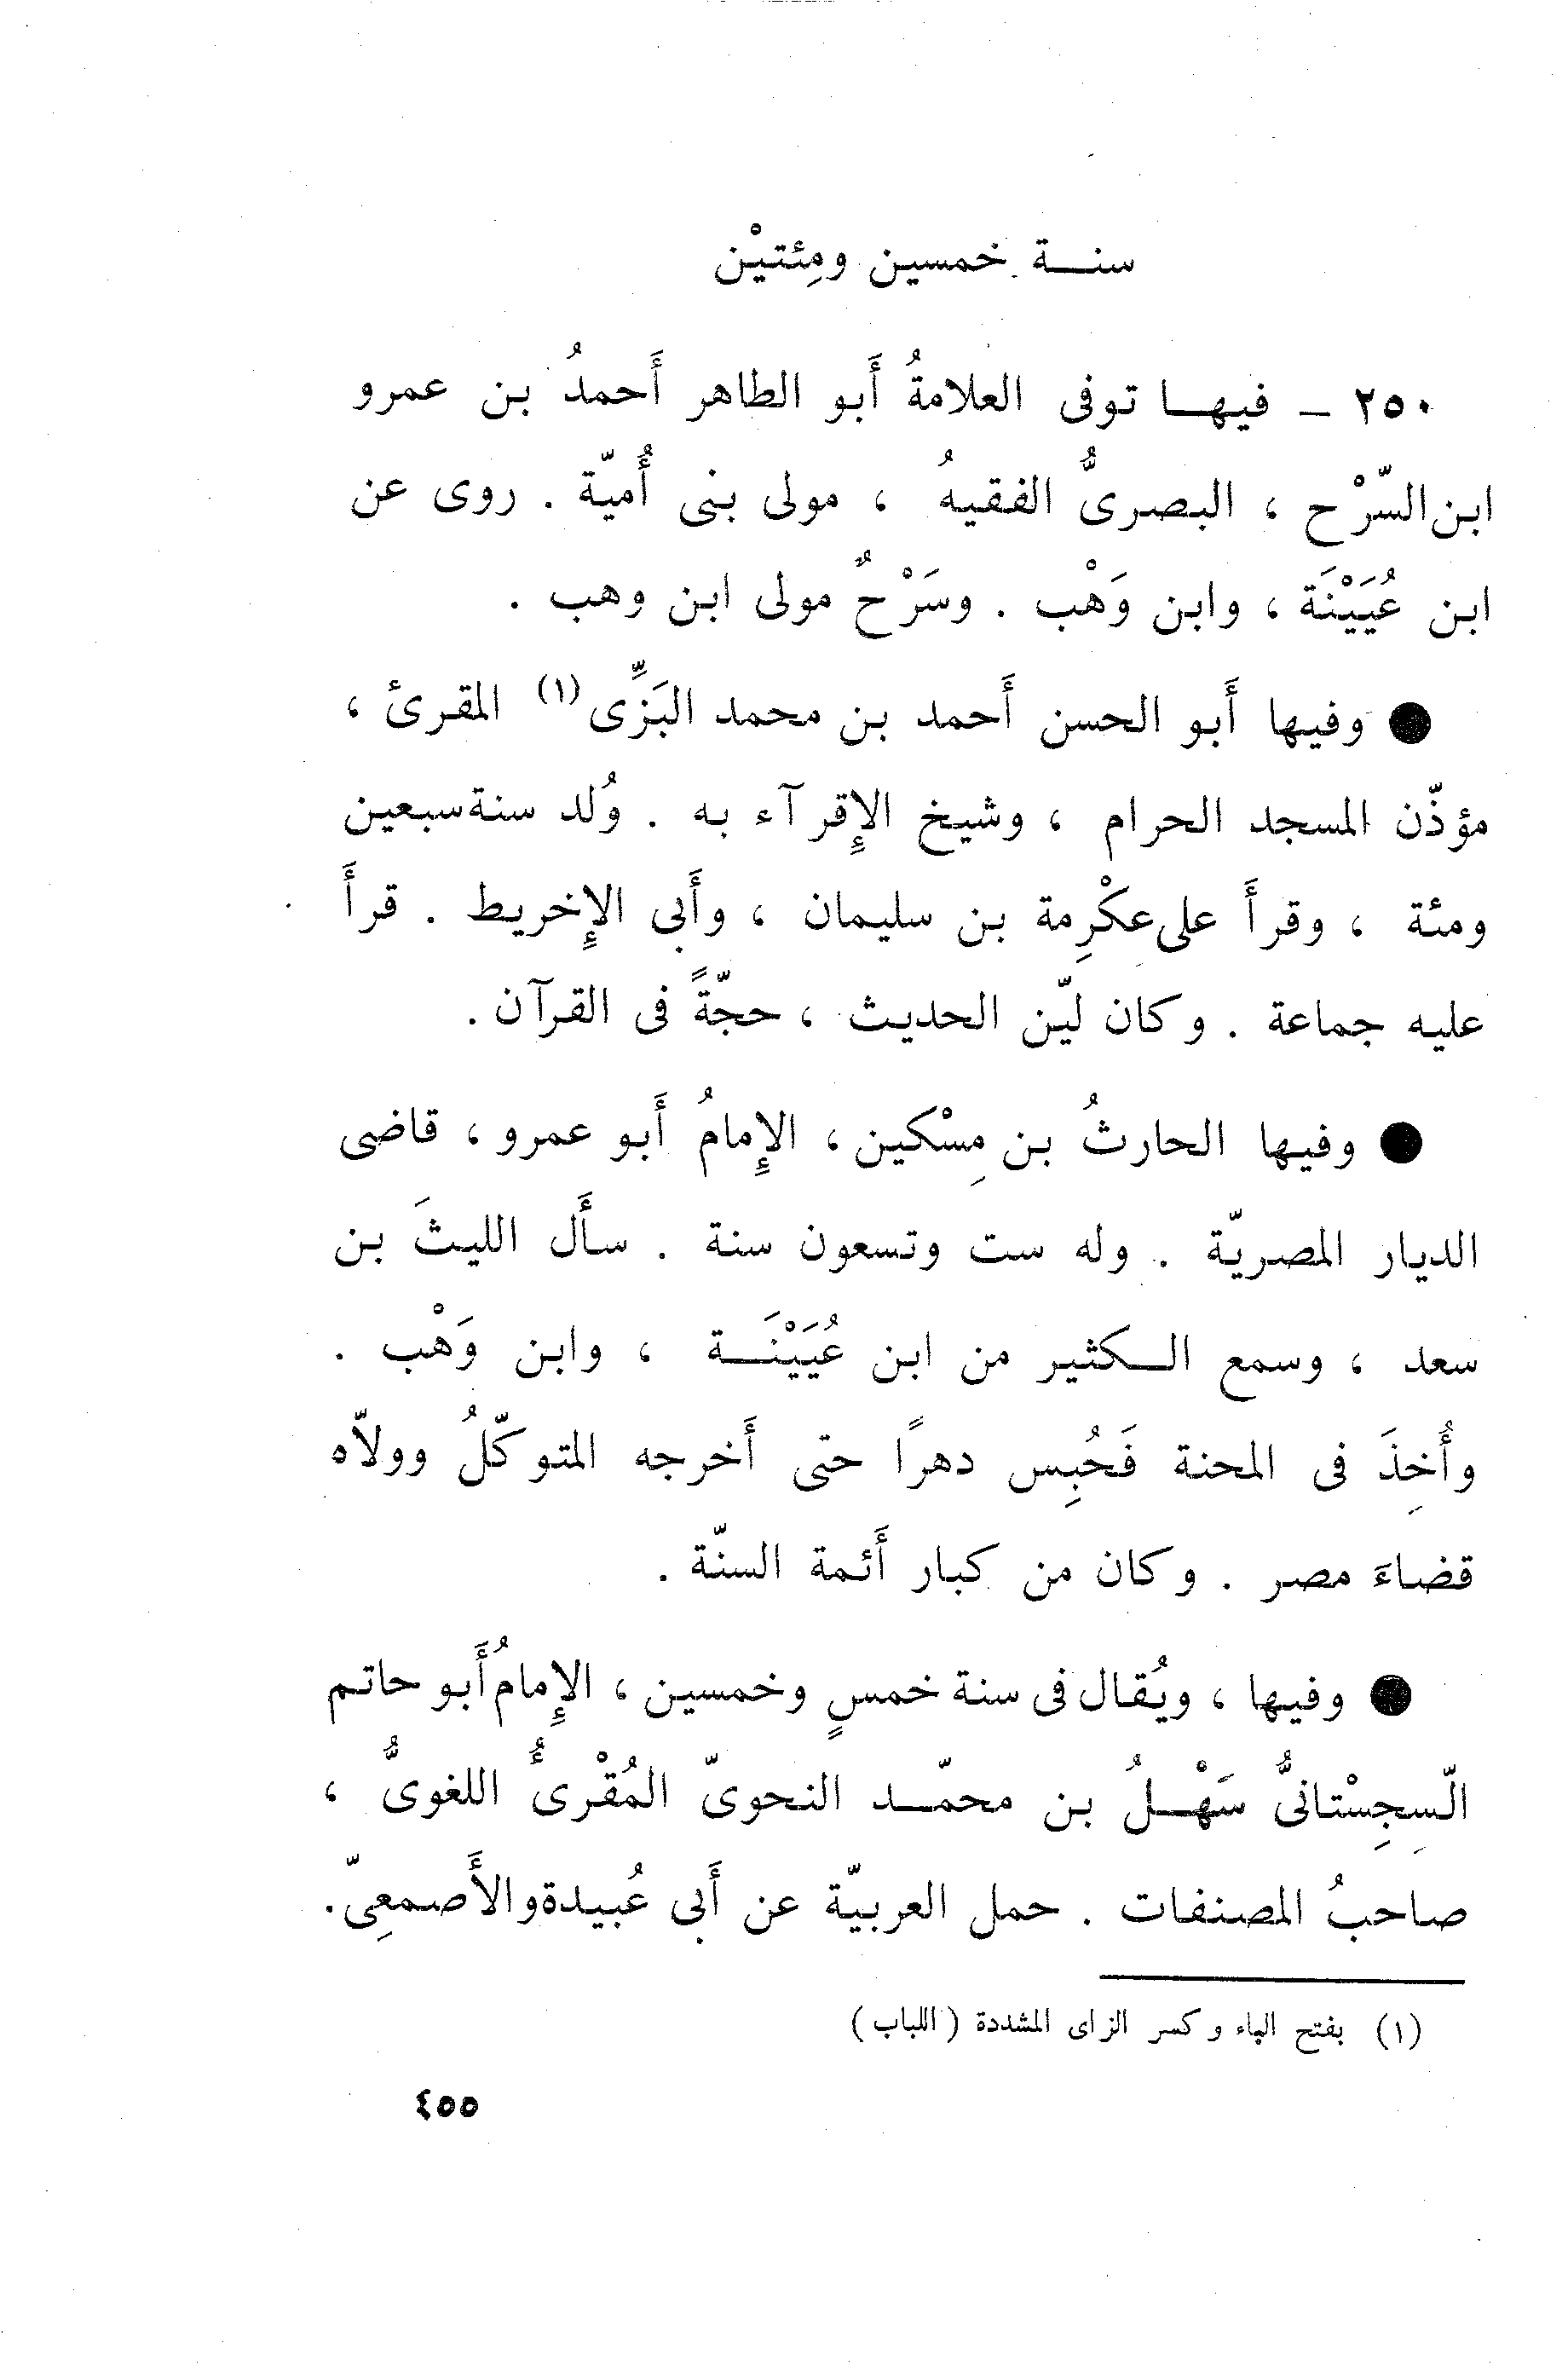 سنة خمسين ومِئتيْن
٢٥٠ – فيها توفى العلامةُ أَبو الطاهر أَحمدُ بن عمرو
ابن السّرْح ، البصرىُّ الفقيهُ ، مولى بنى أُميّة . روى عن
ابن عُيَيْنَة ، وابن وَهْب . وسَرْحٌ مولى ابن وهب .
● وفيها أَبو الحسن أَحمد بن محمد البَزِّى (١) المقرئ ،
مؤذّن المسجد الحرام ، وشيخ الإِقرآء به . وُلد سنة سبعين
ومئة ، وقرأَ على عكْرِمة بن سليمان ، وأَبى الإِخريط . قرأَ
عليه جماعة . وكان ليّن الحديث ، حجّةً فى القرآن .
● وفيها الحارثُ بن مِسْكين ، الإِمامُ أَبو عمرو ، قاضى
الديار المصريّة . وله ست وتسعون سنة . سأَل الليثَ بن
سعد ، وسمع الكثير من ابن عُيَيْنَة ، وابن وَهْب .
وأُخِذَ فى المحنة فَحُبِس دهرًا حتى أَخرجه المتوكّلُ وولاّه
قضاءَ مصر . وكان من كبار أَئمة السنّة .
● وفيها ، ويُقال فى سنة خمسٍ وخمسين ، الإِمامُ أَبو حاتم
السّجِسْتانىُّ سَهْلُ بن محمّد النحوىّ المُقْرىُٔ اللغوىُّ ،
صاحبُ المصنفات . حمل العربيّة عن أَبى عُبيدة والأَصمعِىّ .
(١) بفتح الباء وكسر الزاى المشددة ( اللباب )
٤٥٥